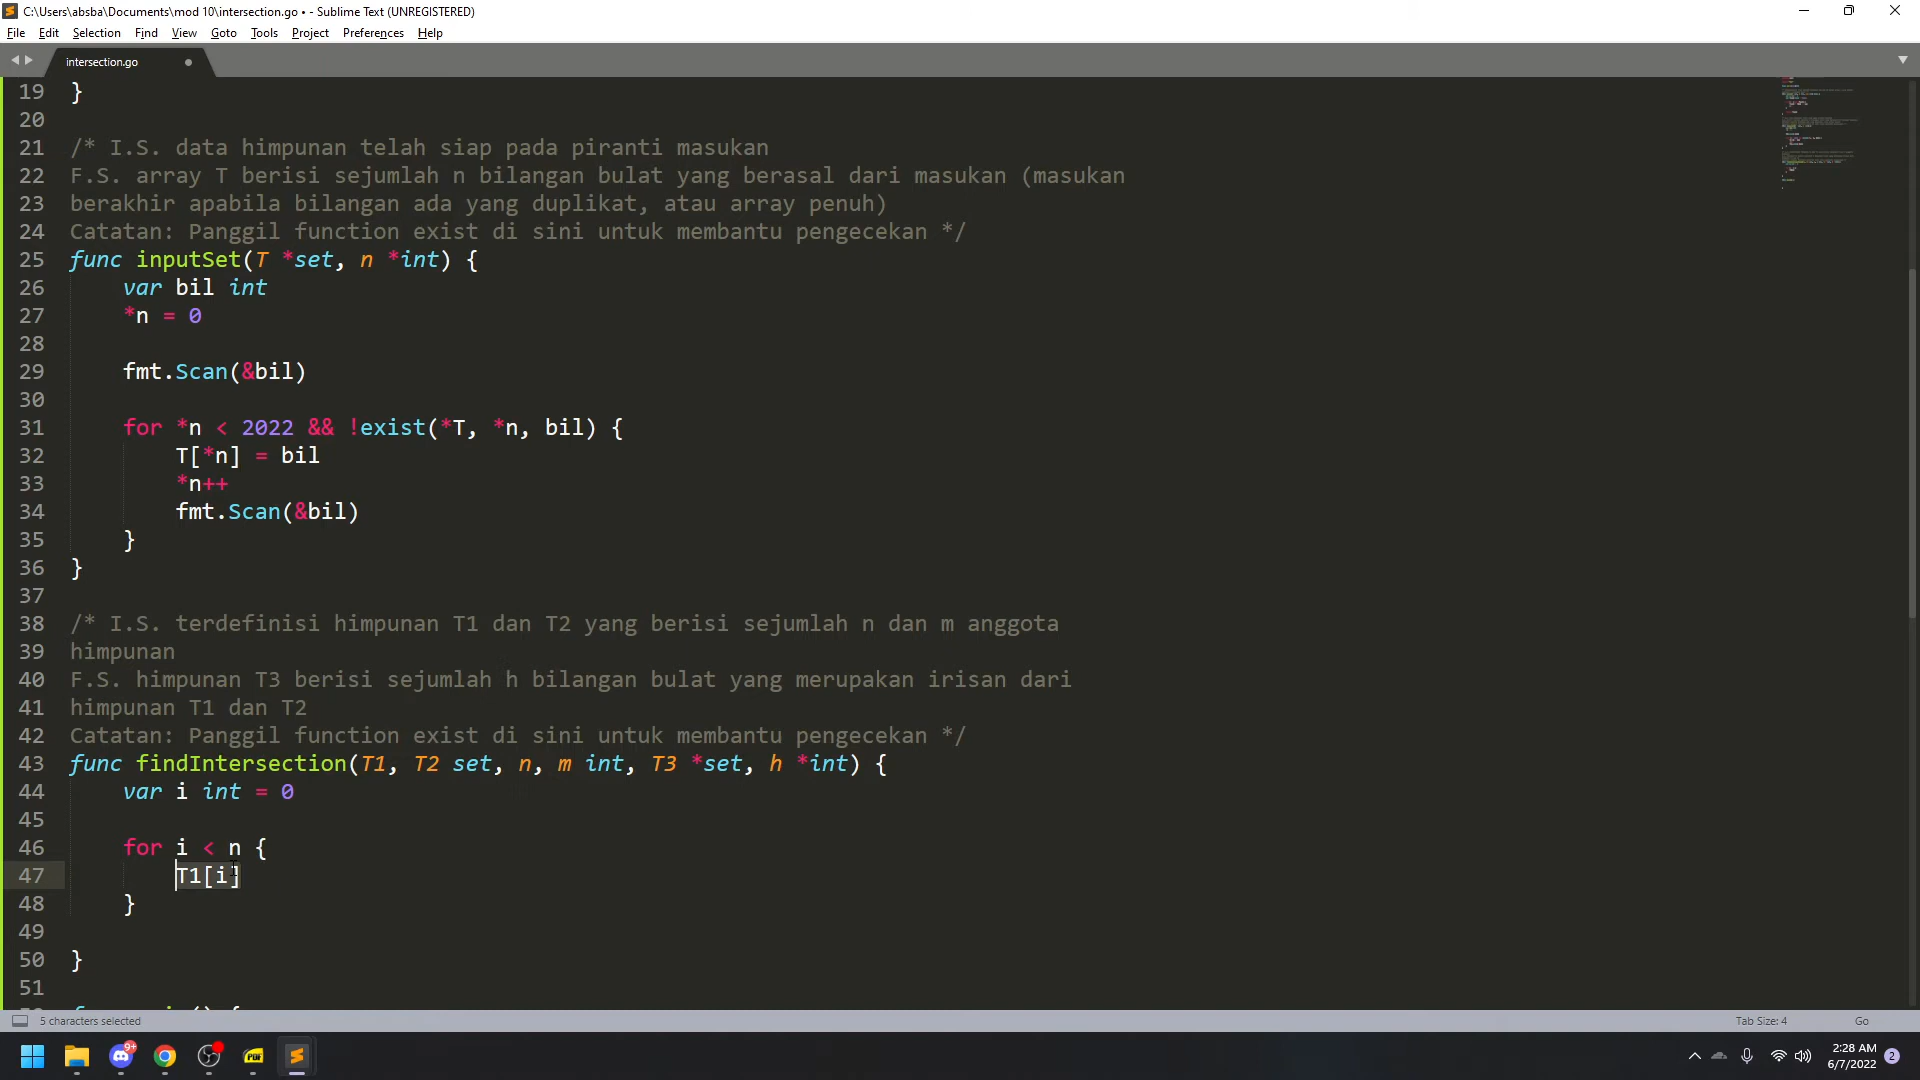 C:\Users\absba\Documents\mod 10\intersection.go • - Sublime Text (UNREGISTERED)
File Edit Selection Find View Goto Tools Project Preferences Help
intersection.go
19 }
20
21 /* I.S. data himpunan telah siap pada piranti masukan
22 F.S. array T berisi sejumlah n bilangan bulat yang berasal dari masukan (masukan
23 berakhir apabila bilangan ada yang duplikat, atau array penuh)
24 Catatan: Panggil function exist di sini untuk membantu pengecekan */
25 func inputSet(T *set, n *int) {
26 var bil int
27 *n = 0
28
29 fmt.Scan(&bil)
30
31 for *n < 2022 && !exist(*T, *n, bil) {
32 T[*n] = bil
33 *n++
34 fmt.Scan(&bil)
35 }
36 }
37
38 /* I.S. terdefinisi himpunan T1 dan T2 yang berisi sejumlah n dan m anggota
39 himpunan
40 F.S. himpunan T3 berisi sejumlah h bilangan bulat yang merupakan irisan dari
41 himpunan T1 dan T2
42 Catatan: Panggil function exist di sini untuk membantu pengecekan */
43 func findIntersection(T1, T2 set, n, m int, T3 *set, h *int) {
44 var i int = 0
45
46 for i < n {
47 T1[i]
48 }
49
50 }
51
5 characters selected
Tab Size: 4
Go
9+
PDF
2:28 AM
6/7/2022
2